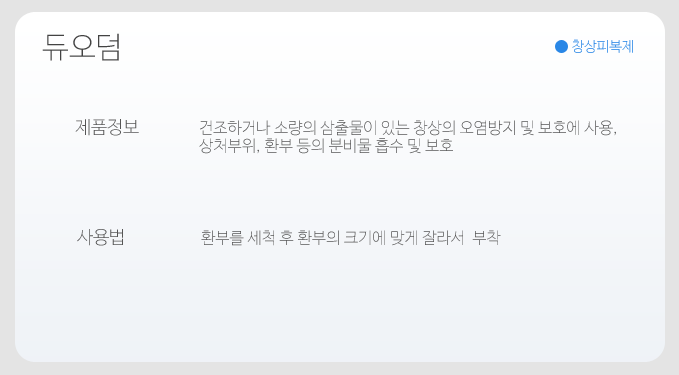 듀오덤
창상피복제
제품정보
건조하거나 소량의 삼출물이 있는 창상의 오염방지 및 보호에 사용,
상처부위, 환부 등의 분비물 흡수 및 보호
사용법
환부를 세척 후 환부의 크기에 맞게 잘라서 부착